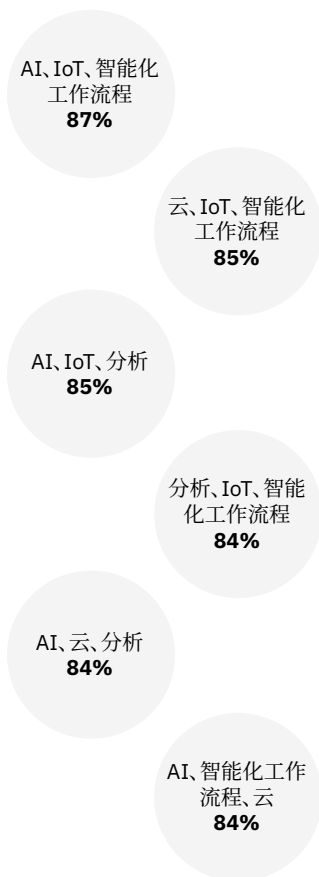 AI、IoT、智能化
工作流程
87%
云、IoT、智能化
工作流程
85%
AI、IoT、分析
85%
分析、IoT、智能
化工作流程
84%
AI、云、分析
84%
AI、智能化工作
流程、云
84%